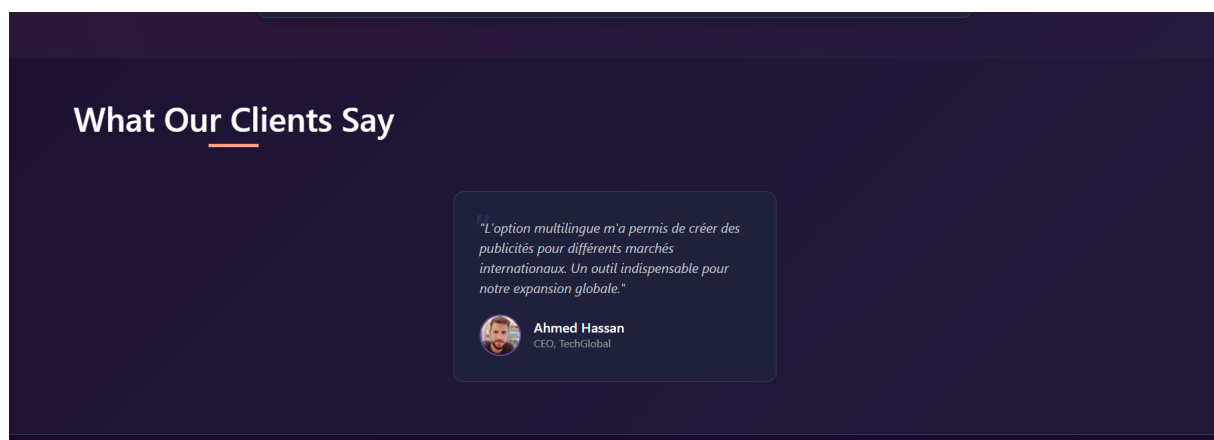 What Our Clients Say
"
"L'option multilingue m'a permis de créer des
publicités pour différents marchés
internationaux. Un outil indispensable pour
notre expansion globale."
Ahmed Hassan
CEO, TechGlobal